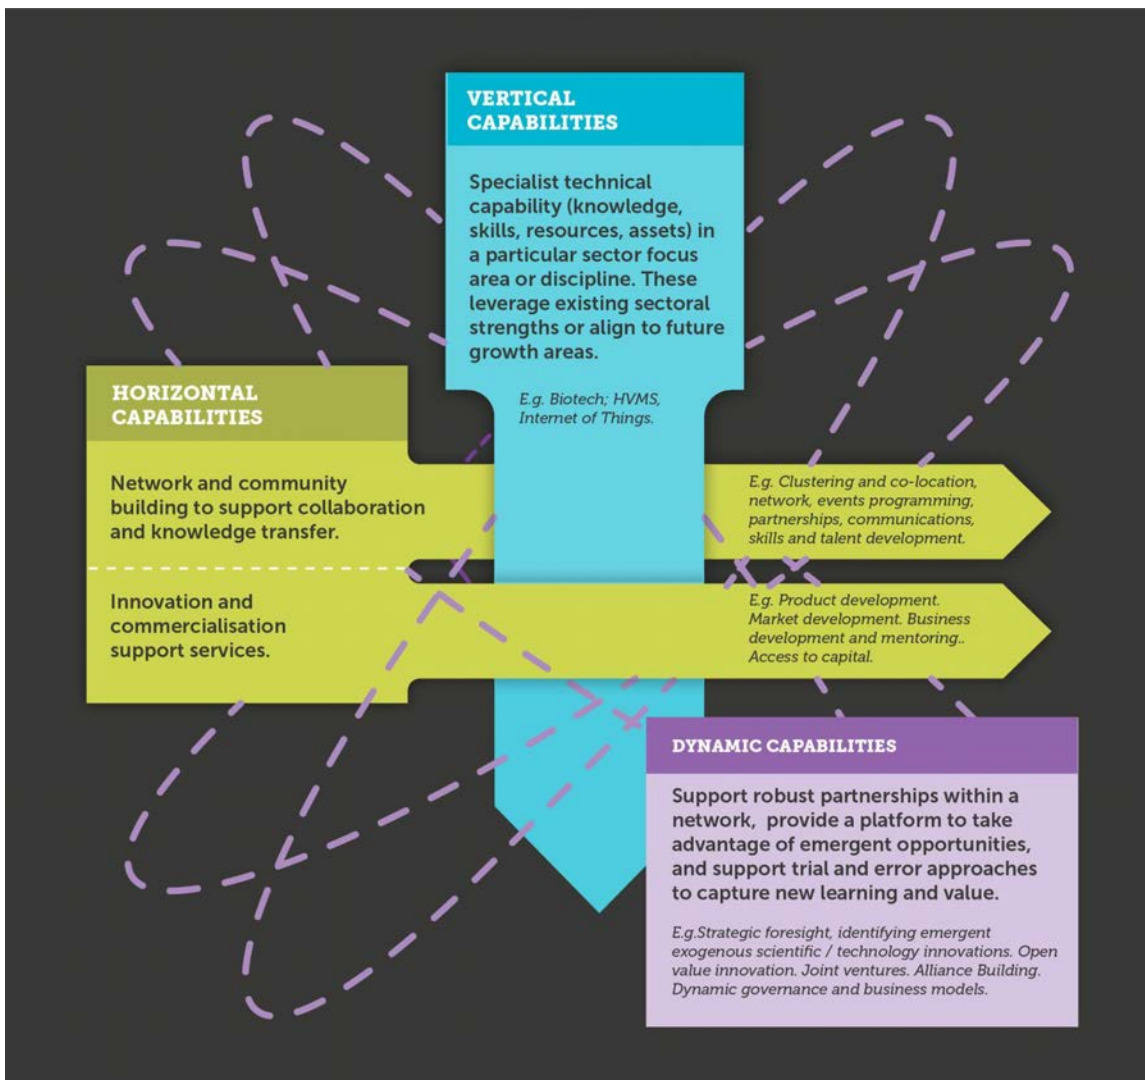 VERTICAL
CAPABILITIES
Specialist technical
capability (knowledge,
skills, resources, assets) in
a particular sector focus
area or discipline. These
leverage existing sectoral
strengths or align to future
growth areas.
E.g. Biotech; HVMS,
Internet of Things.
HORIZONTAL
CAPABILITIES
Network and community
building to support collaboration
and knowledge transfer.
E.g. Clustering and co-location,
network, events programming,
partnerships, communications,
skills and talent development.
Innovation and
commercialisation
support services.
E.g. Product development.
Market development. Business
development and mentoring..
Access to capital.
DYNAMIC CAPABILITIES
Support robust partnerships within a
network, provide a platform to take
advantage of emergent opportunities,
and support trial and error approaches
to capture new learning and value.
E.g.Strategic foresight, identifying emergent
exogenous scientific / technology innovations. Open
value innovation. Joint ventures. Alliance Building.
Dynamic governance and business models.